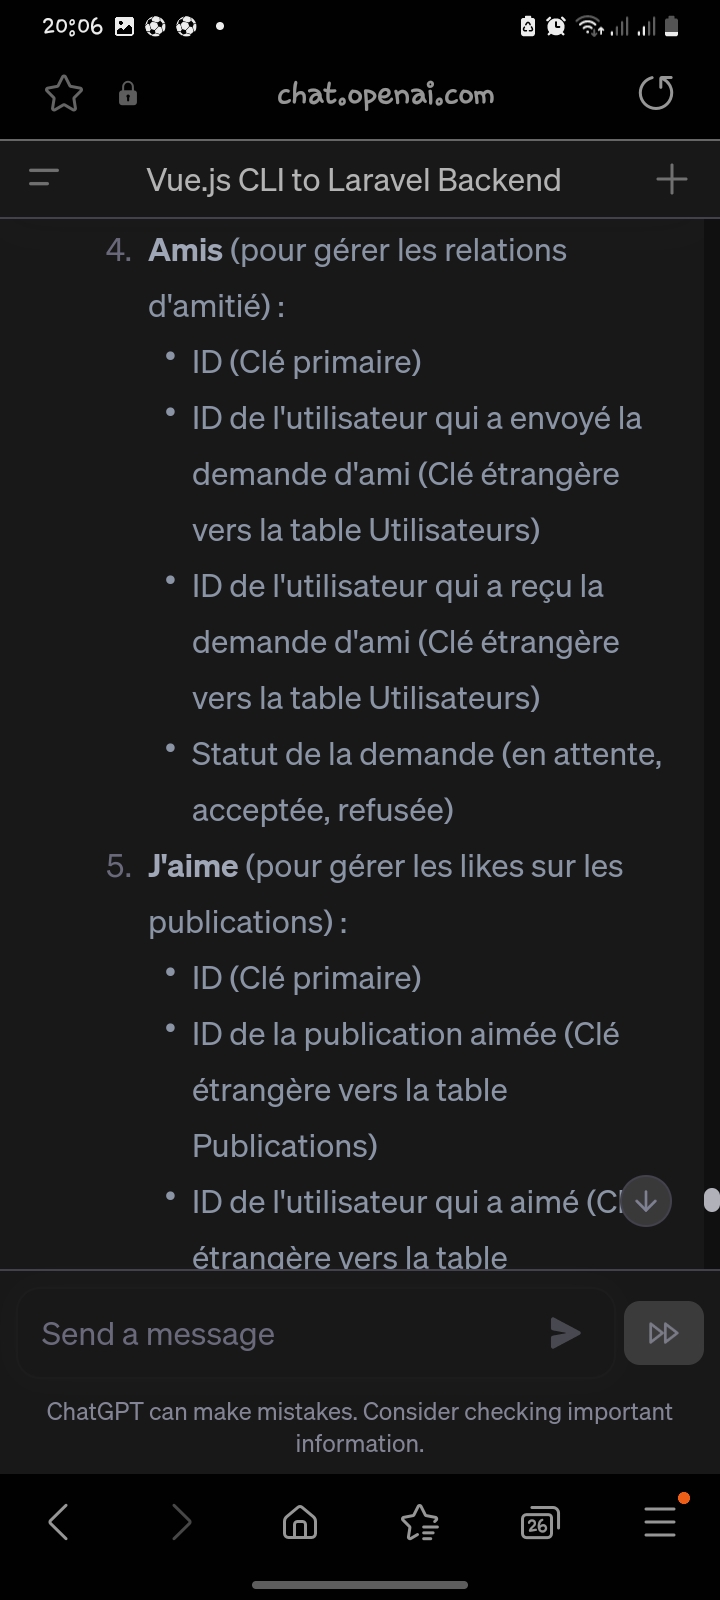 20:06
chat.openai.com
Vue.js CLI to Laravel Backend
4. Amis (pour gérer les relations
d'amitié) :
• ID (Clé primaire)
• ID de l'utilisateur qui a envoyé la
demande d'ami (Clé étrangère
vers la table Utilisateurs)
• ID de l'utilisateur qui a reçu la
demande d'ami (Clé étrangère
vers la table Utilisateurs)
• Statut de la demande (en attente,
acceptée, refusée)
5. J'aime (pour gérer les likes sur les
publications) :
• ID (Clé primaire)
• ID de la publication aimée (Clé
étrangère vers la table
Publications)
• ID de l'utilisateur qui a aimé
étrangère vers la table
Send a message
ChatGPT can make mistakes. Consider checking important
information.
26